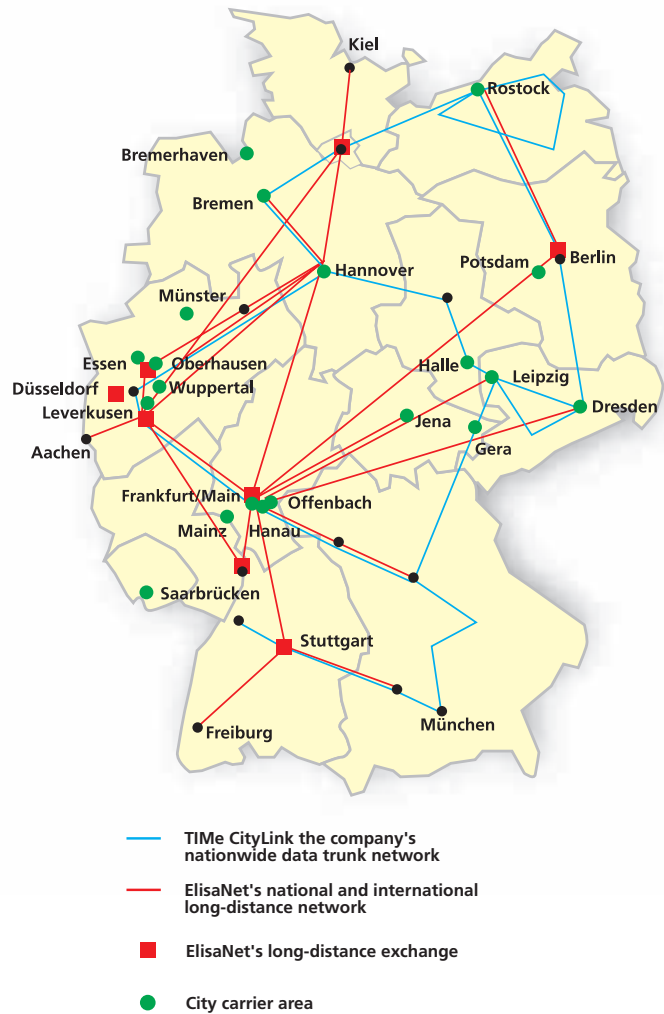 Kiel
Rostock
Bremerhaven
Bremen
Hannover
Potsdam
Berlin
Münster
Essen
Oberhausen
Halle
Leipzig
Düsseldorf
Wuppertal
Leverkusen
Dresden
Jena
Aachen
Gera
Frankfurt/Main
Offenbach
Mainz
Hanau
Saarbrücken
Stuttgart
München
Freiburg
TIMe CityLink the company's
nationwide data trunk network
ElisaNet's national and international
long-distance network
ElisaNet's long-distance exchange
City carrier area